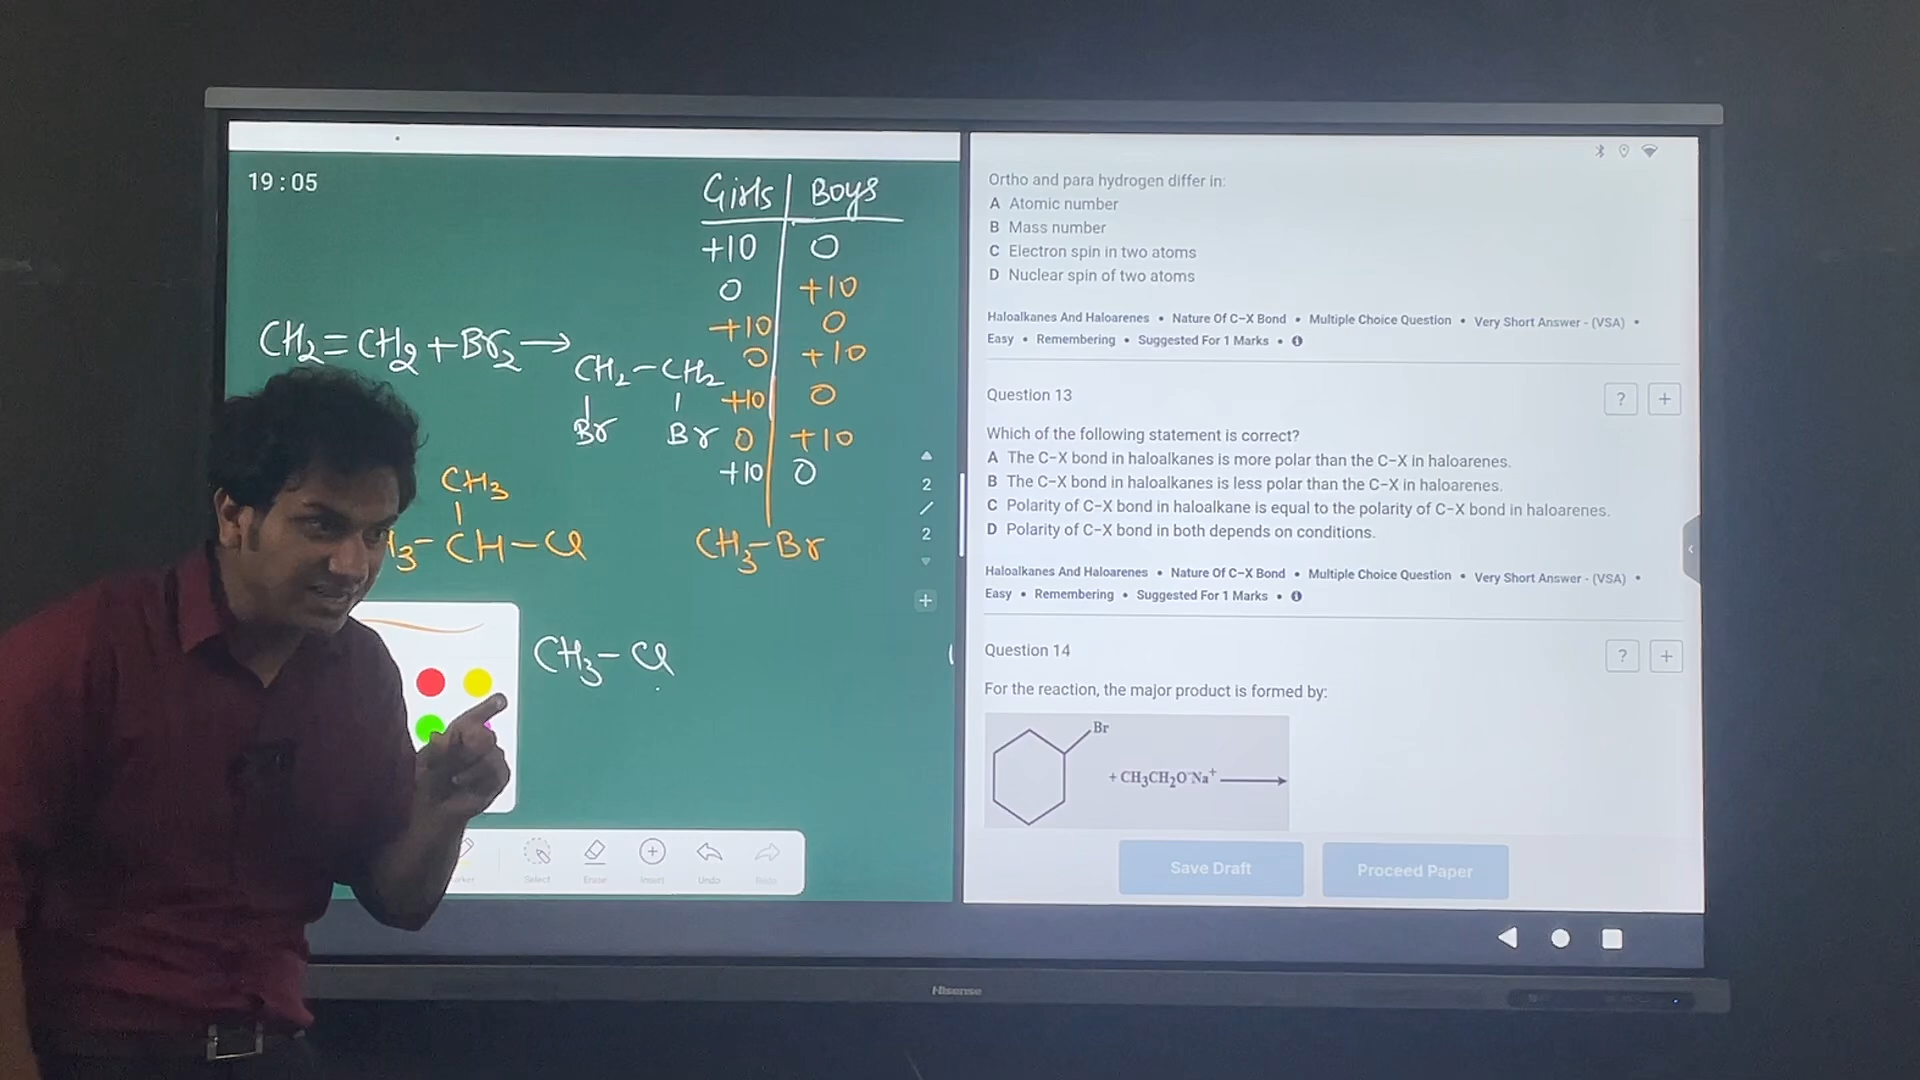 19:05
Girls | Boys
+10 0
0 +10
+10 0
0 +10
+10 0
0 +10
+10 0
CH₂=CH₂+Br₂→
CH₂-CH₂
Br Br
CH₃
H₃-CH-Cl
CH₃-Br
CH₃-Cl
2
/
2
Select
Erase
Insert
Undo
Redo
Ortho and para hydrogen differ in:
A Atomic number
B Mass number
C Electron spin in two atoms
D Nuclear spin of two atoms
Haloalkanes And Haloarenes • Nature Of C–X Bond • Multiple Choice Question • Very Short Answer - (VSA) •
Easy • Remembering • Suggested For 1 Marks •
Question 13
? +
Which of the following statement is correct?
A The C–X bond in haloalkanes is more polar than the C–X in haloarenes.
B The C–X bond in haloalkanes is less polar than the C–X in haloarenes.
C Polarity of C–X bond in haloalkane is equal to the polarity of C–X bond in haloarenes.
D Polarity of C–X bond in both depends on conditions.
Haloalkanes And Haloarenes • Nature Of C–X Bond • Multiple Choice Question • Very Short Answer - (VSA) •
Easy • Remembering • Suggested For 1 Marks •
Question 14
? +
For the reaction, the major product is formed by:
Br
+ CH₃CH₂O⁻Na⁺
Save Draft
Proceed Paper
Hisense